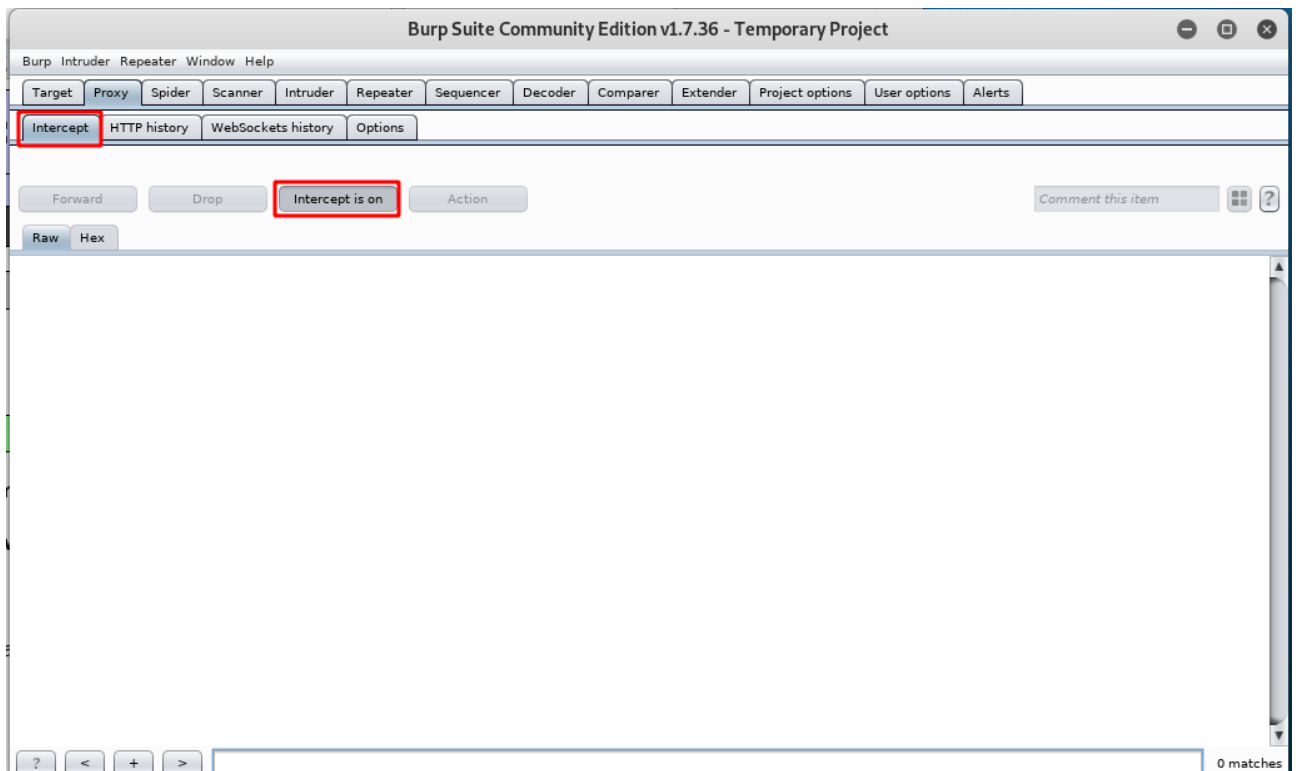 Burp Suite Community Edition v1.7.36 - Temporary Project
Burp Intruder Repeater Window Help
Target Proxy Spider Scanner Intruder Repeater Sequencer Decoder Comparer Extender Project options User options Alerts
Intercept HTTP history WebSockets history Options
Forward Drop Intercept is on Action Comment this item ?
Raw Hex
? < + > 0 matches